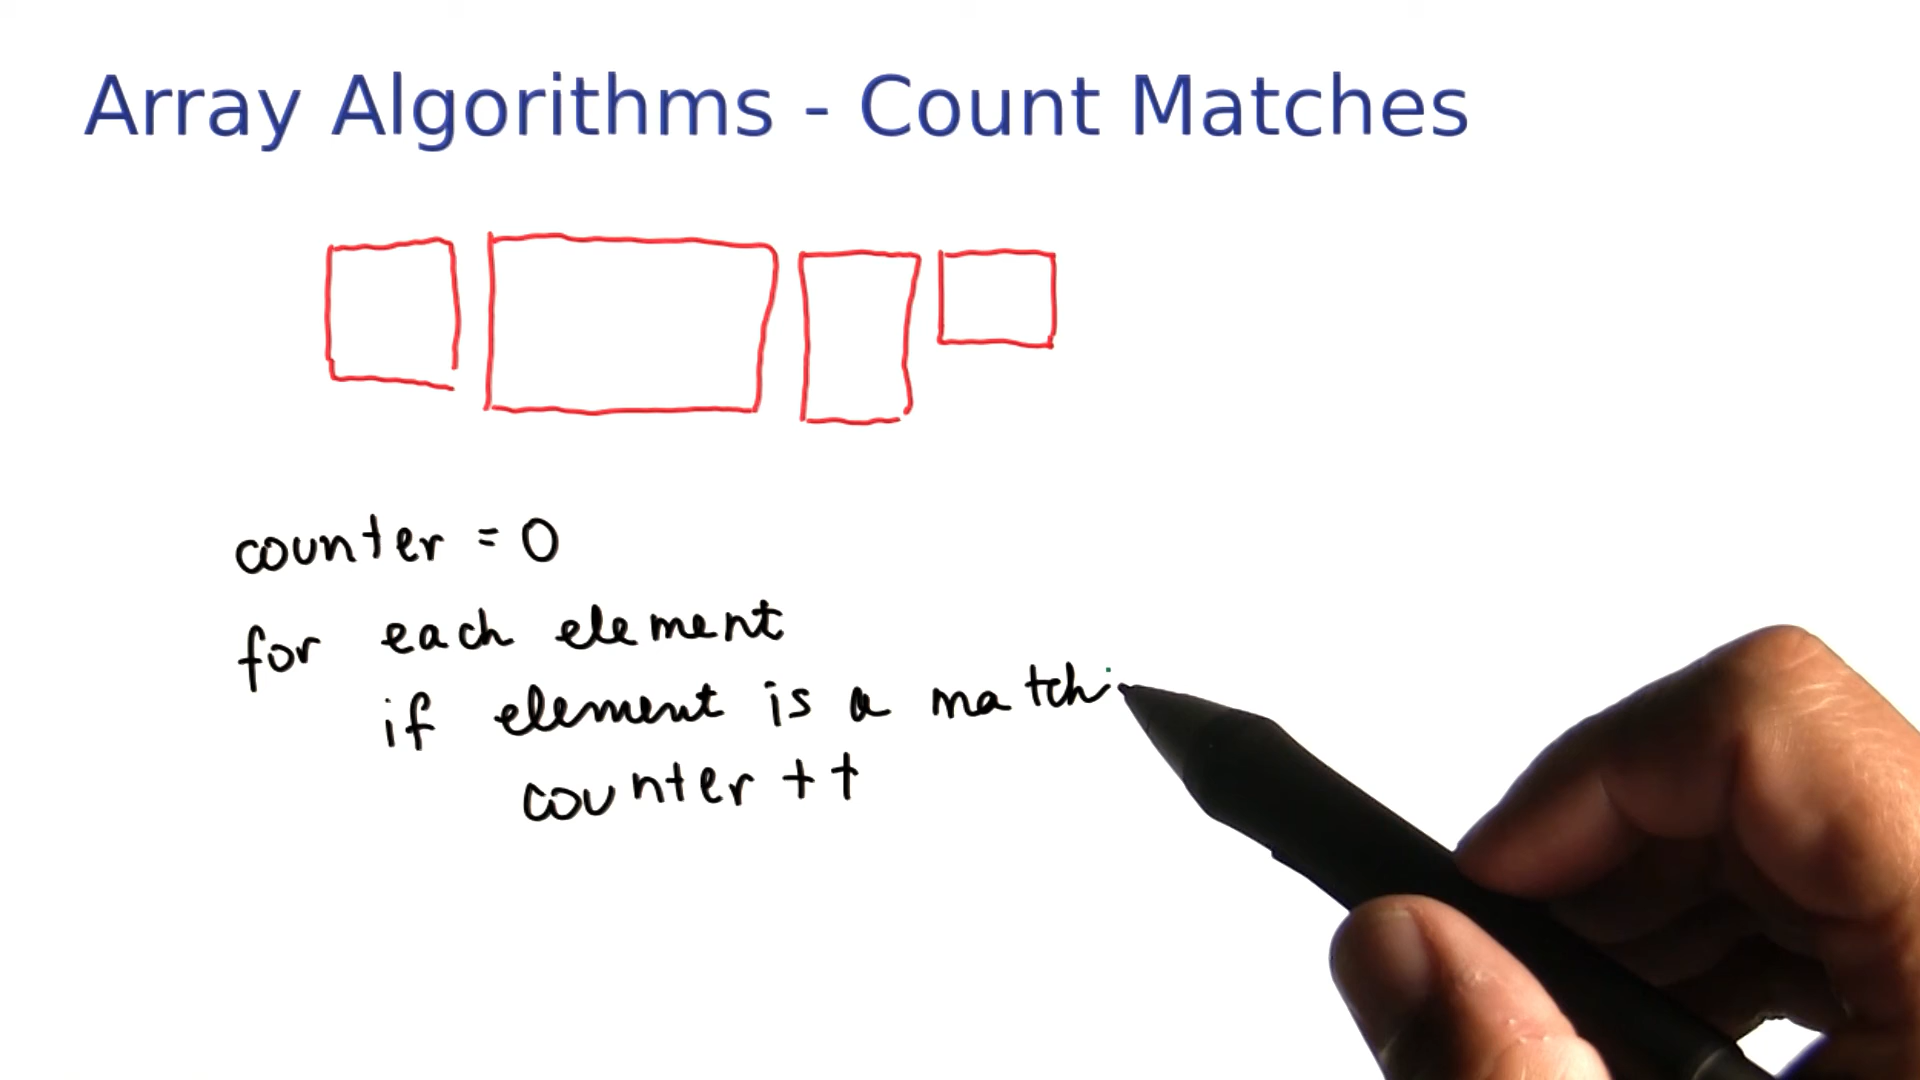 Array Algorithms - Count Matches
counter = 0
for each element
if element is a match
counter ++